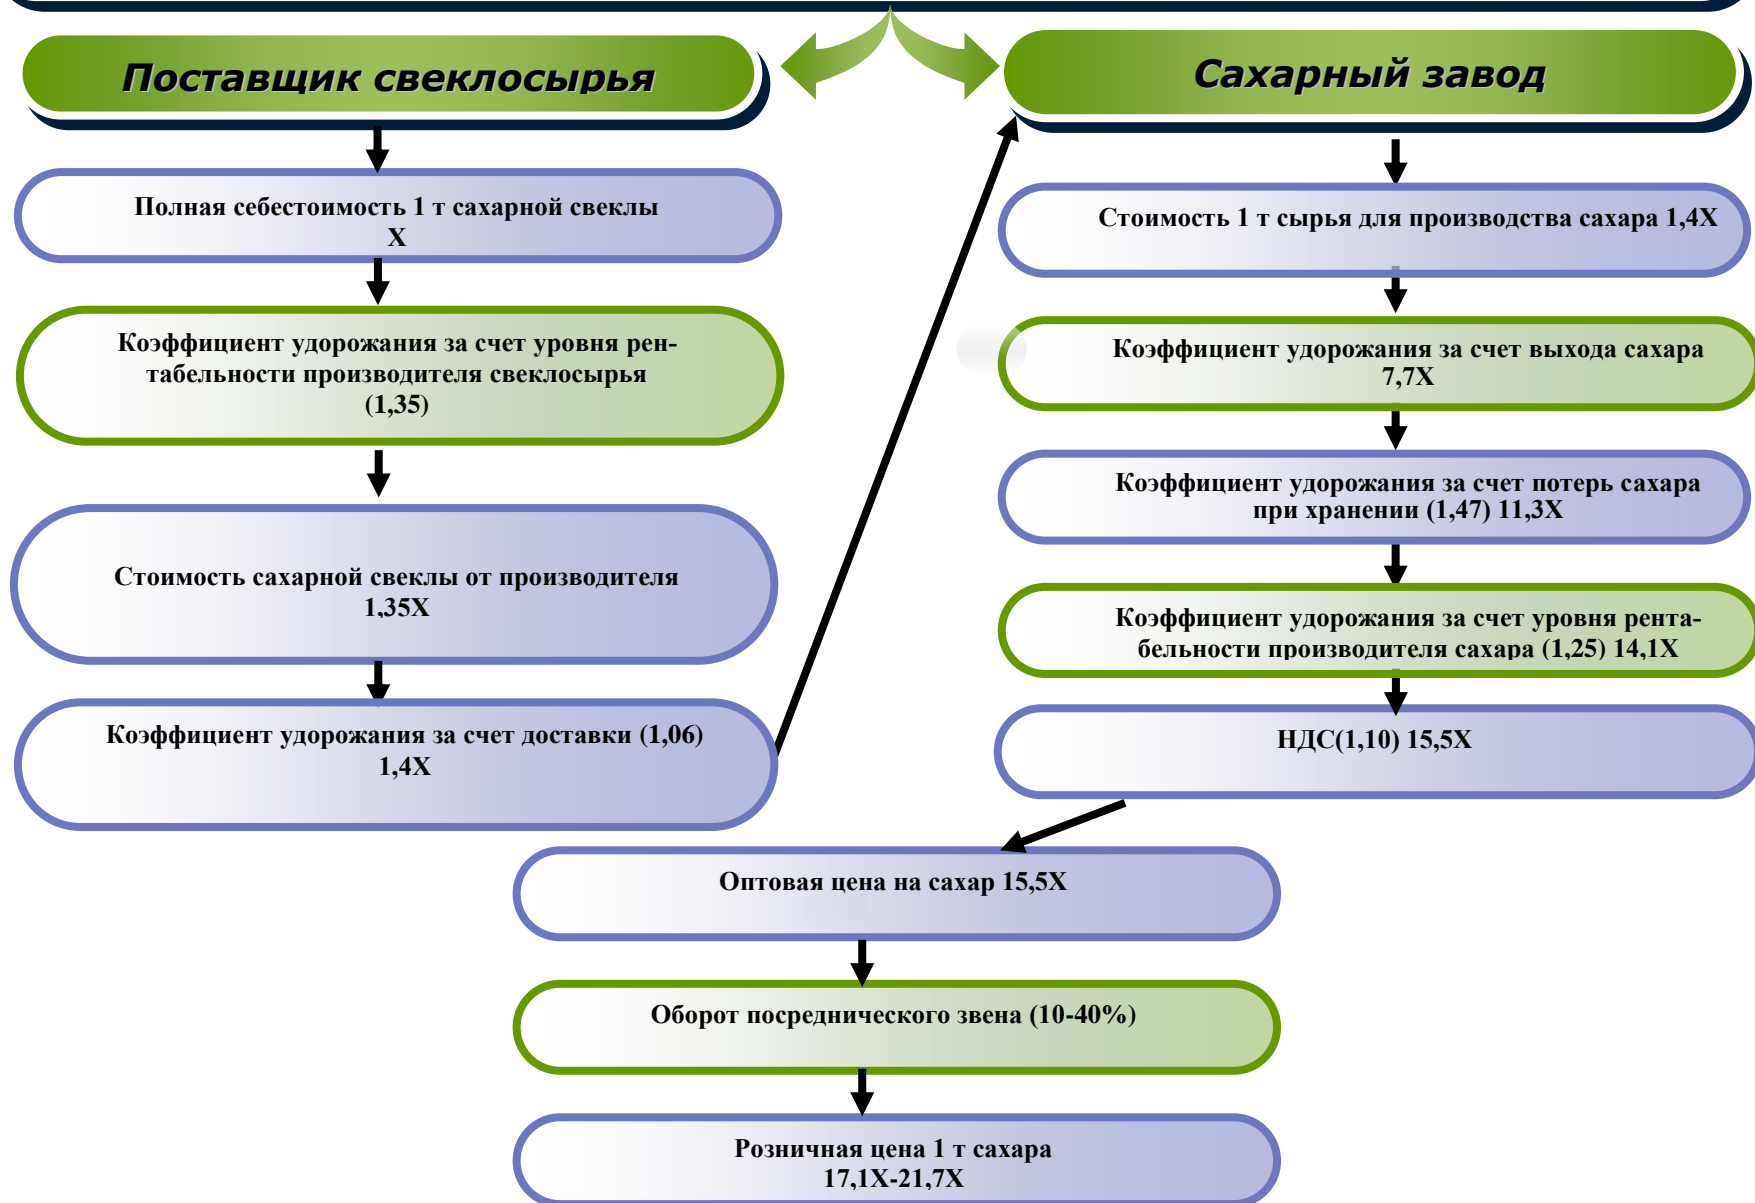 Поставщик свеклосырья
Полная себестоимость 1 т сахарной свеклы
Х
Коэффициент удорожания за счет уровня рен-
табельности производителя свеклосырья
(1,35)
Стоимость сахарной свеклы от производителя
1,35Х
Коэффициент удорожания за счет доставки (1,06)
1,4Х
Сахарный завод
Стоимость 1 т сырья для производства сахара 1,4Х
Коэффициент удорожания за счет выхода сахара
7,7Х
Коэффициент удорожания за счет потерь сахара
при хранении (1,47) 11,3Х
Коэффициент удорожания за счет уровня рента-
бельности производителя сахара (1,25) 14,1Х
НДС(1,10) 15,5Х
Оптовая цена на сахар 15,5Х
Оборот посреднического звена (10-40%)
Розничная цена 1 т сахара
17,1Х-21,7Х